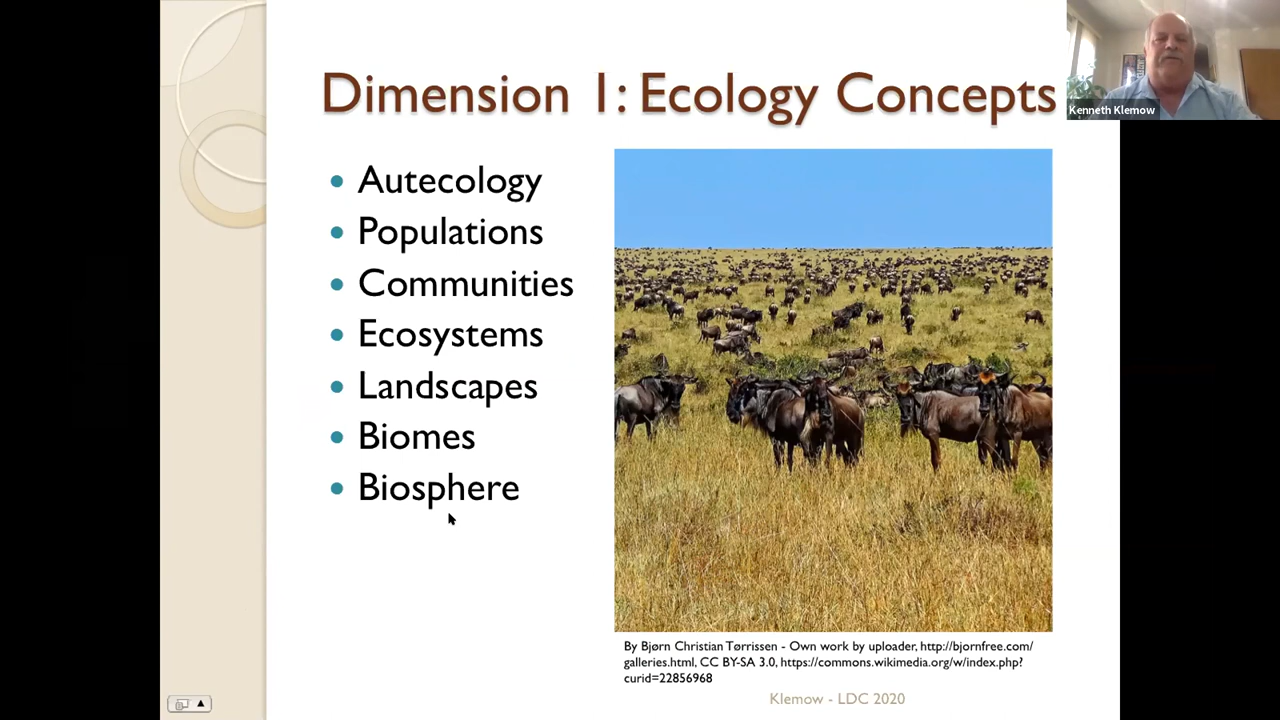 Dimension 1: Ecology Concepts
Kenneth Klemow
Autecology
Populations
Communities
Ecosystems
Landscapes
Biomes
Biosphere
By Bjørn Christian Tørrissen - Own work by uploader, http://bjornfree.com/
galleries.html, CC BY-SA 3.0, https://commons.wikimedia.org/w/index.php?
curid=22856968
Klemow - LDC 2020